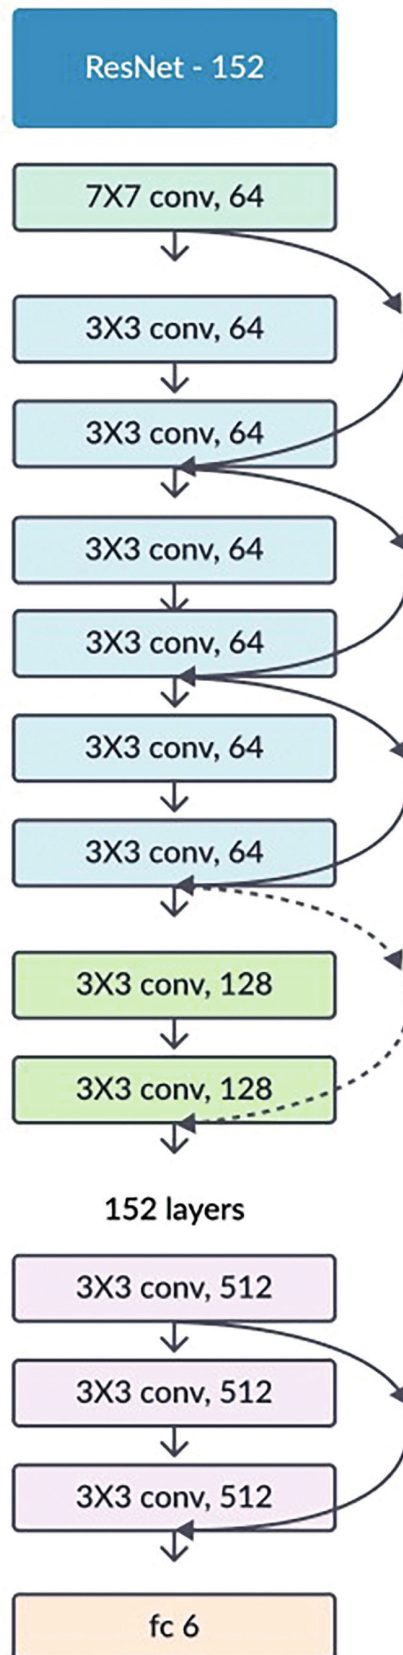 ResNet - 152
7X7 conv, 64
3X3 conv, 64
3X3 conv, 64
3X3 conv, 64
3X3 conv, 64
3X3 conv, 64
3X3 conv, 64
3X3 conv, 128
3X3 conv, 128
152 layers
3X3 conv, 512
3X3 conv, 512
3X3 conv, 512
fc 6